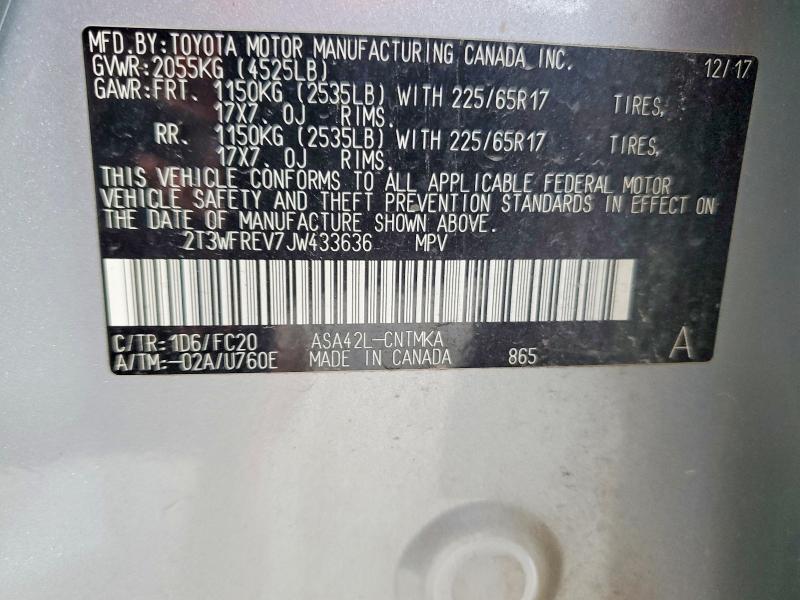 MFD.BY:TOYOTA MOTOR MANUFACTURING CANADA INC. 12/17
GVWR:2055KG (4525LB)
GAWR:FRT. 1150KG (2535LB) WITH 225/65R17 TIRES,
17X7.0J RIMS.
RR. 1150KG (2535LB) WITH 225/65R17 TIRES,
17X7.0J RIMS.
THIS VEHICLE CONFORMS TO ALL APPLICABLE FEDERAL MOTOR
VEHICLE SAFETY AND THEFT PREVENTION STANDARDS IN EFFECT ON
THE DATE OF MANUFACTURE SHOWN ABOVE.
2T3WFREV7JW433636 MPV
C/TR:1D6/FC20 ASA42L-CNTMKA A
A/TM:-02A/U760E MADE IN CANADA 865